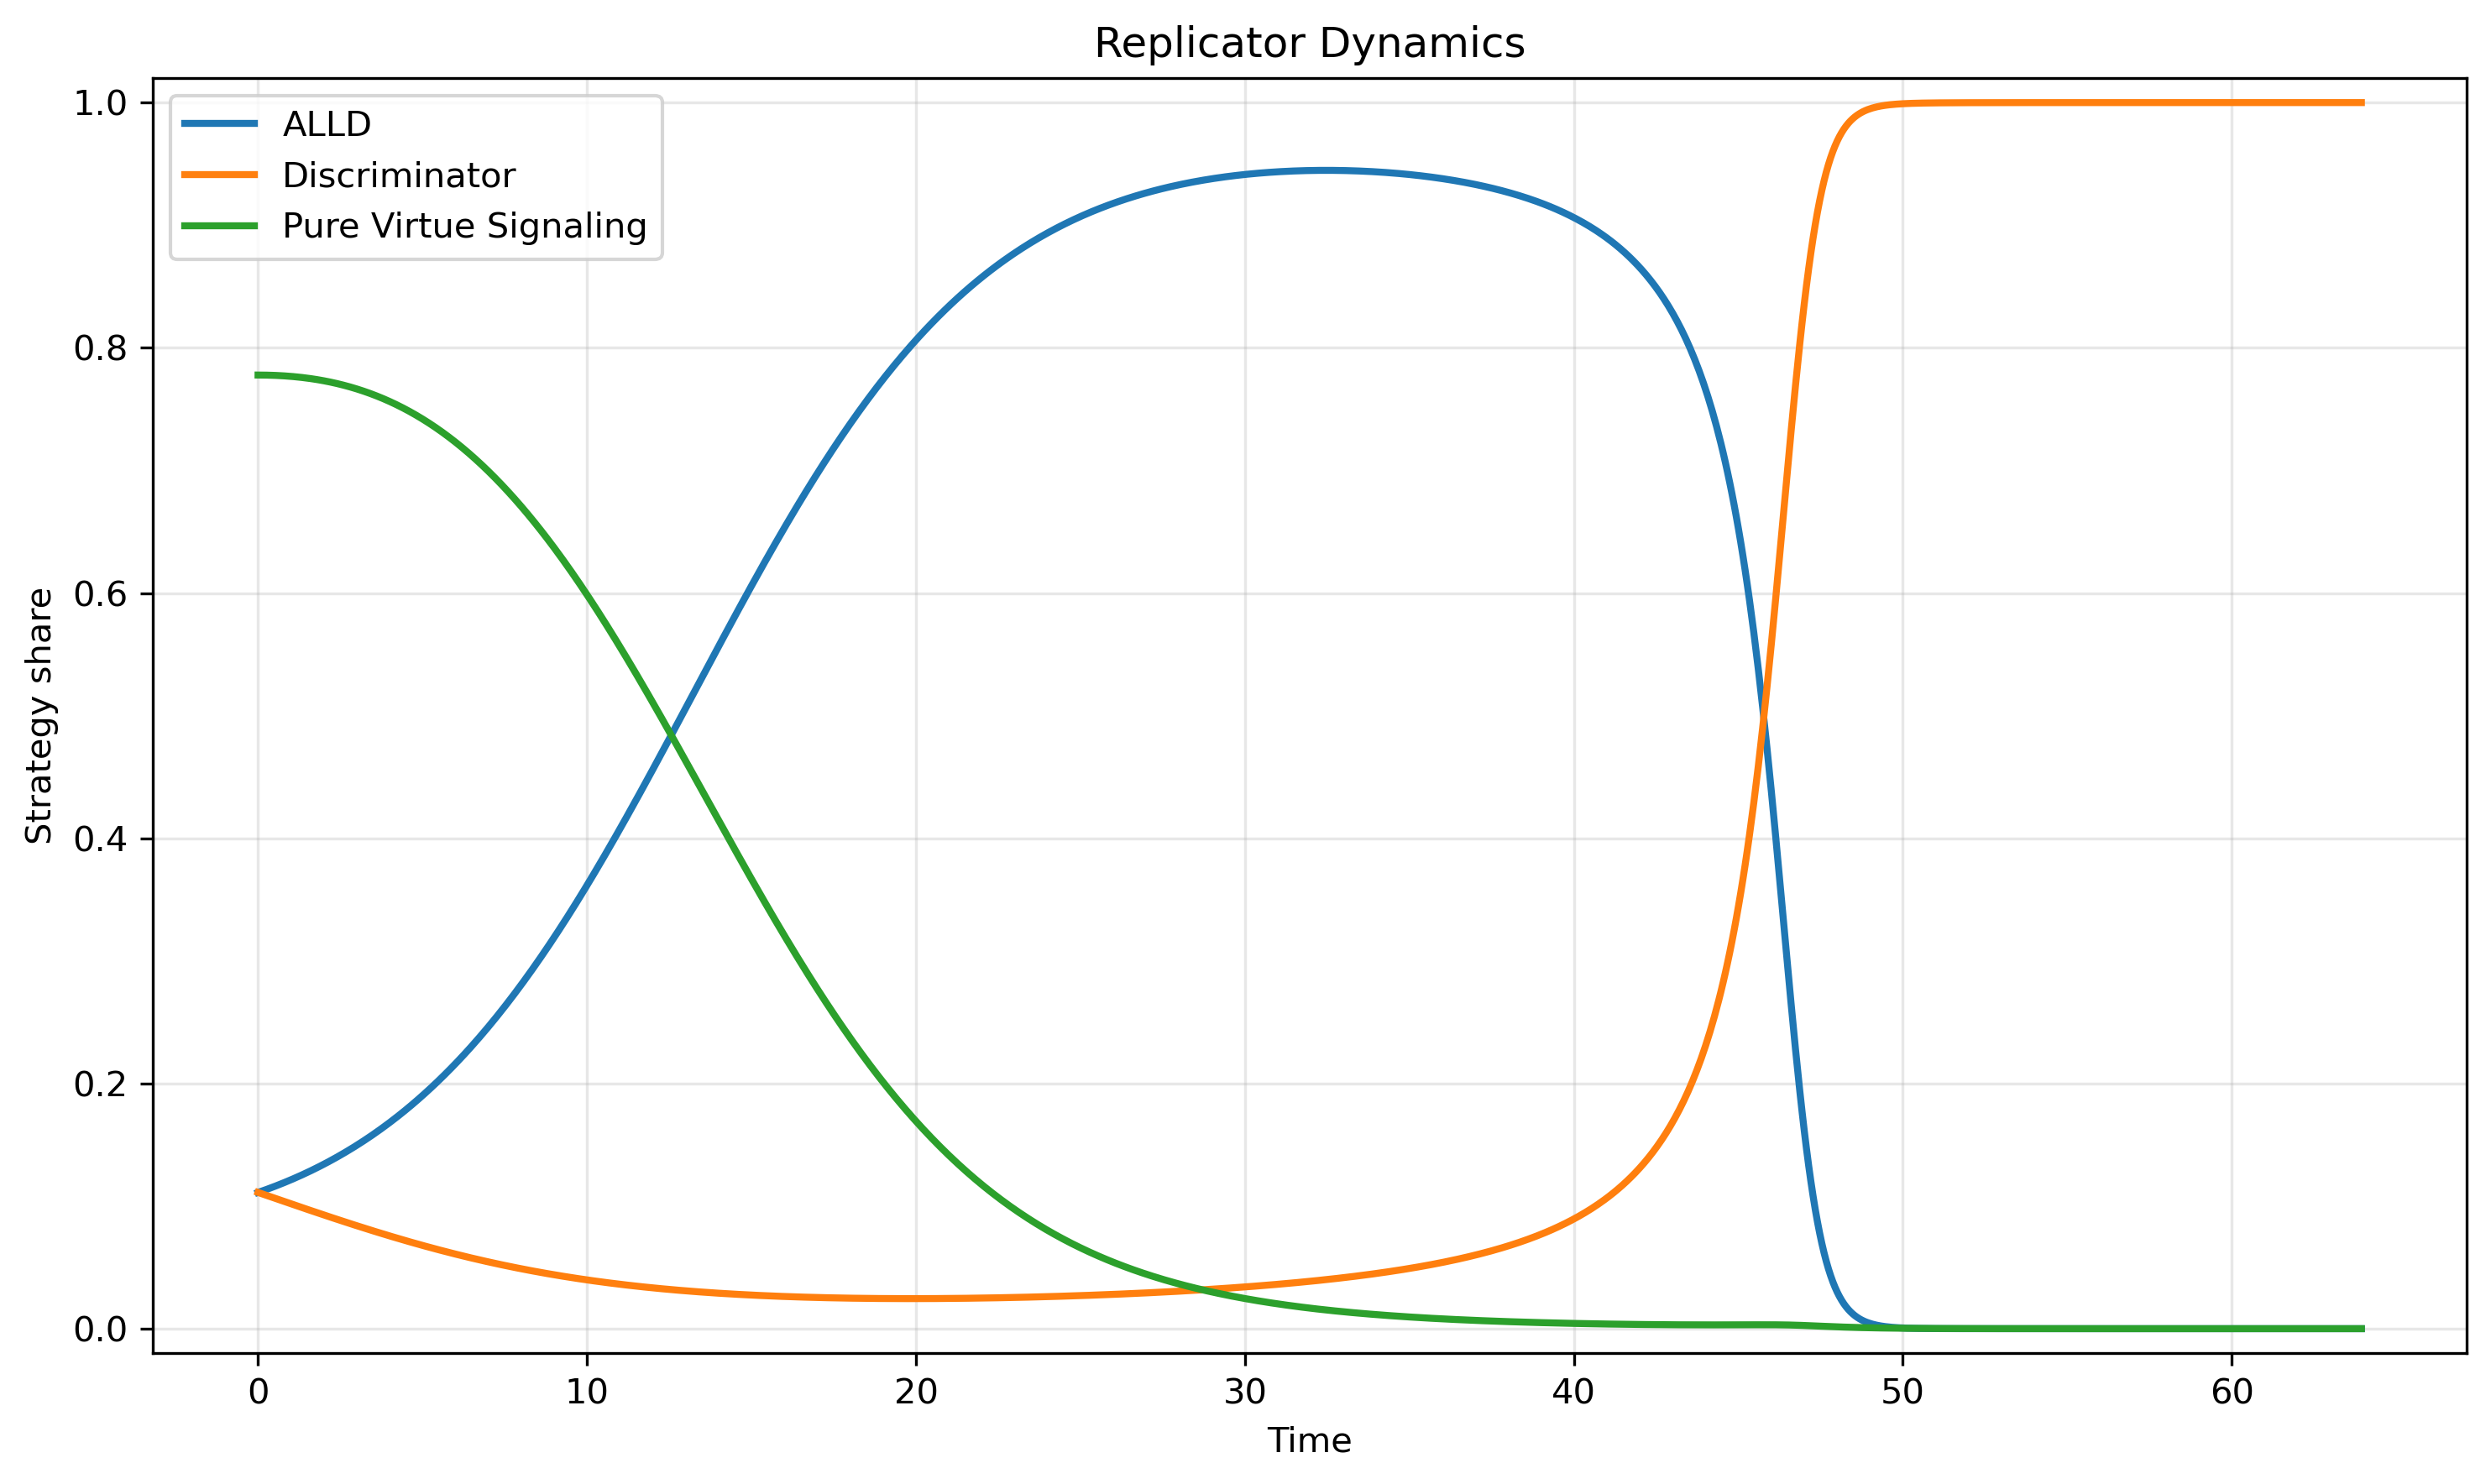 Replicator Dynamics
ALLD
Discriminator
Pure Virtue Signaling
Strategy share
1.0
0.8
0.6
0.4
0.2
0.0
0 10 20 30 40 50 60
Time